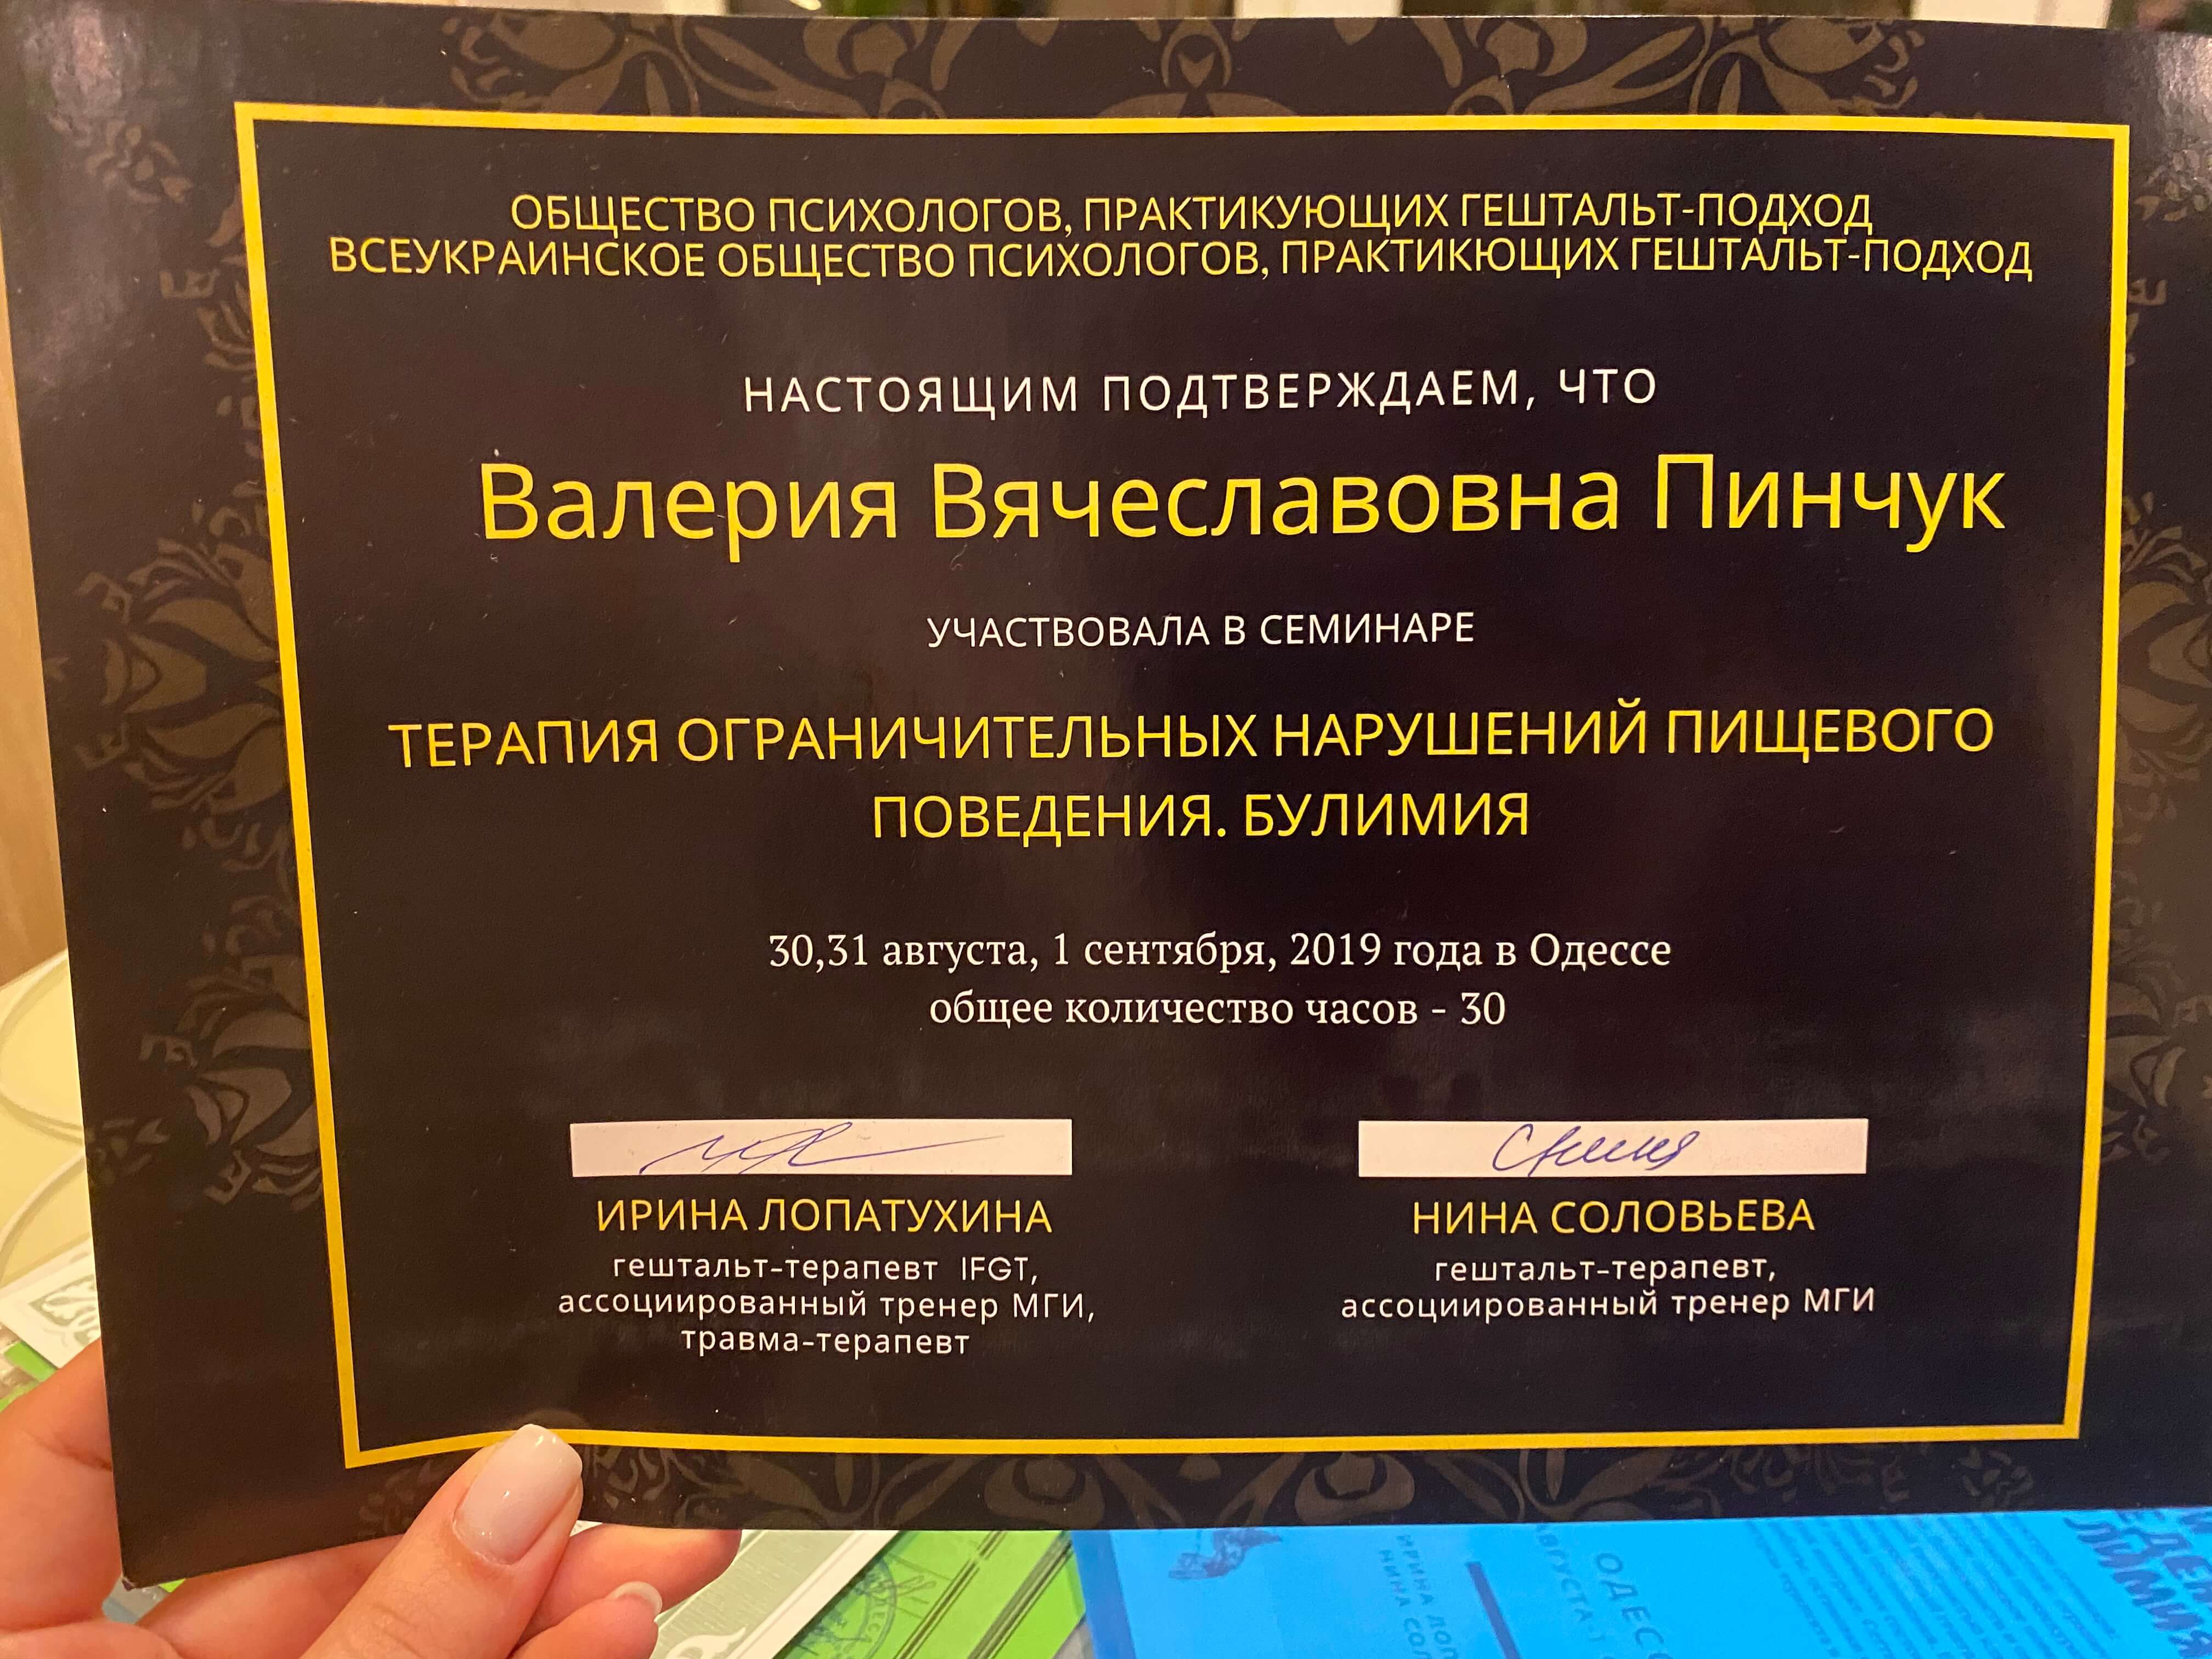 ОБЩЕСТВО ПСИХОЛОГОВ, ПРАКТИКУЮЩИХ ГЕШТАЛЬТ-ПОДХОД
ВСЕУКРАИНСКОЕ ОБЩЕСТВО ПСИХОЛОГОВ, ПРАКТИКЮЩИХ ГЕШТАЛЬТ-ПОДХОД
НАСТОЯЩИМ ПОДТВЕРЖДАЕМ, ЧТО
Валерия Вячеславовна Пинчук
УЧАСТВОВАЛА В СЕМИНАРЕ
ТЕРАПИЯ ОГРАНИЧИТЕЛЬНЫХ НАРУШЕНИЙ ПИЩЕВОГО
ПОВЕДЕНИЯ. БУЛИМИЯ
30,31 августа, 1 сентября, 2019 года в Одессе
общее количество часов - 30
ИРИНА ЛОПАТУХИНА
гештальт-терапевт IFGT,
ассоциированный тренер МГИ,
травма-терапевт
НИНА СОЛОВЬЕВА
гештальт-терапевт,
ассоциированный тренер МГИ